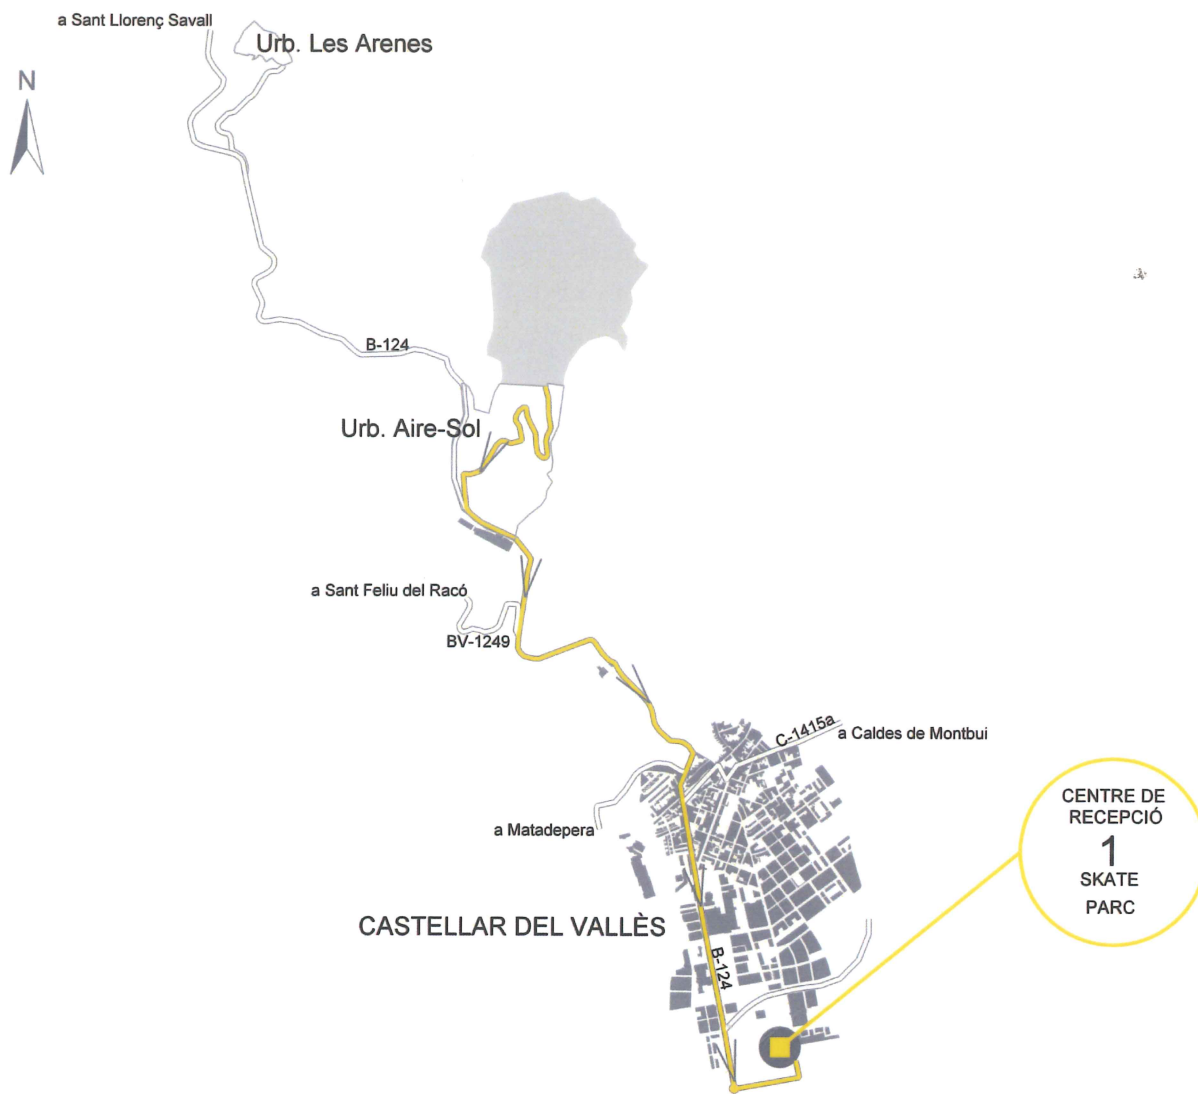 a Sant Llorenç Savall
Urb. Les Arenes
N
B-124
Urb. Aire-Sol
a Sant Feliu del Racó
BV-1249
C-1415a
a Caldes de Montbui
a Matadepera
CENTRE DE
RECEPCIÓ
1
SKATE
PARC
CASTELLAR DEL VALLÈS
B-124